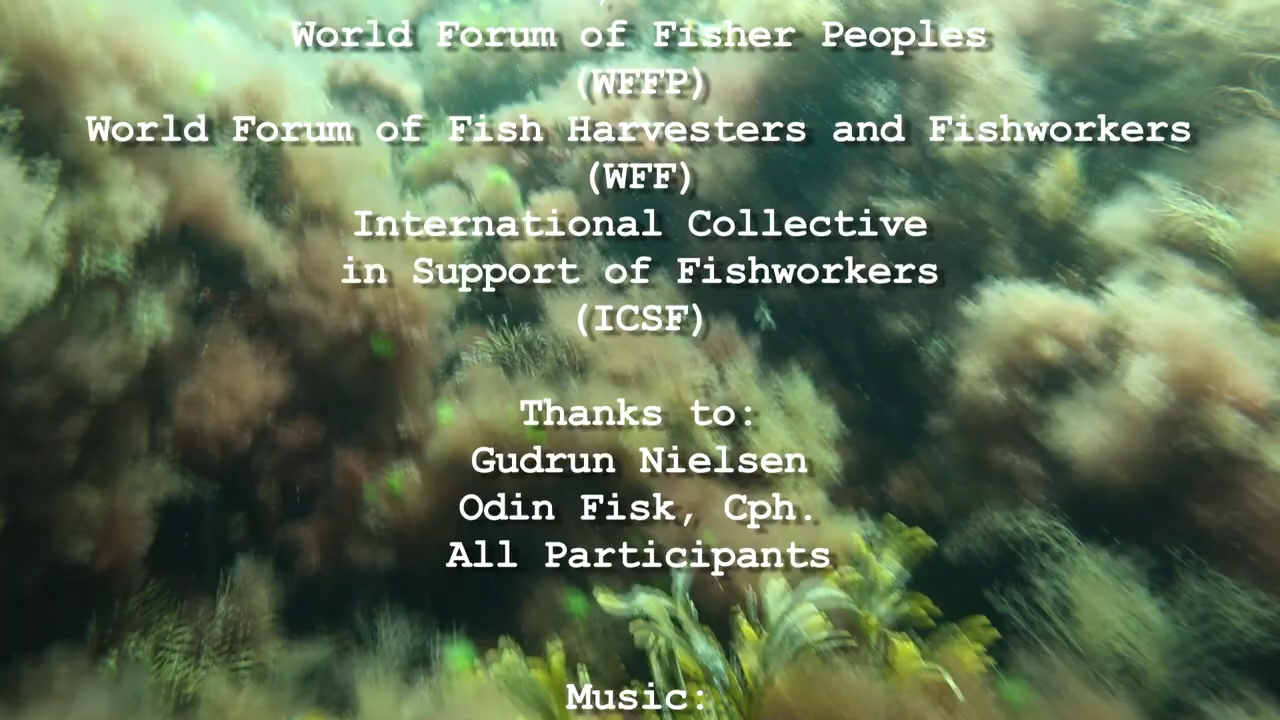 World Forum of Fisher Peoples
(WFFP)
World Forum of Fish Harvesters and Fishworkers
(WFF)
International Collective
in Support of Fishworkers
(ICSF)
Thanks to:
Gudrun Nielsen
Odin Fisk, Cph.
All Participants
Music: